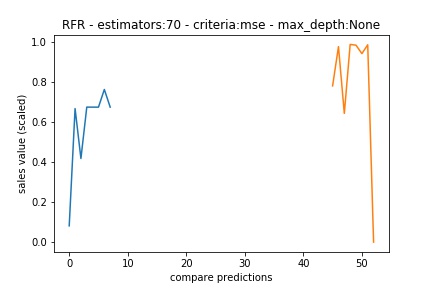 RFR - estimators:70 - criteria:mse - max_depth:None
1.0
0.8
0.6
0.4
0.2
0.0
sales value (scaled)
0 10 20 30 40 50
compare predictions